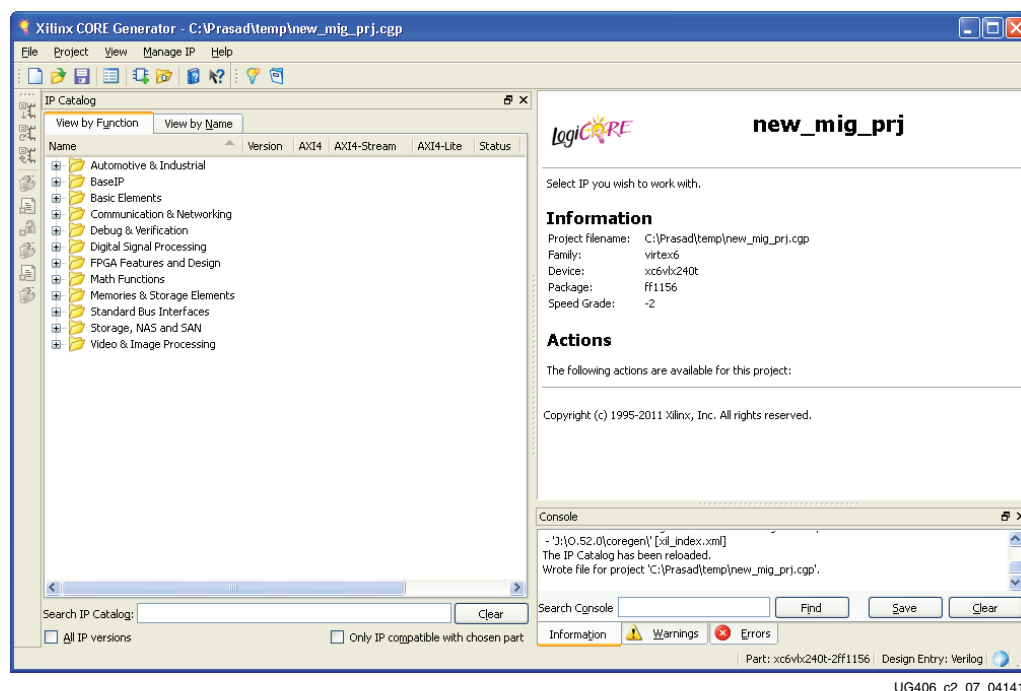 Xilinx CORE Generator - C:\Prasad\temp\new_mig_prj.cgp
File Project View Manage IP Help
IP Catalog
View by Function View by Name
Name Version AXI4 AXI4-Stream AXI4-Lite Status
Automotive & Industrial
BaseIP
Basic Elements
Communication & Networking
Debug & Verification
Digital Signal Processing
FPGA Features and Design
Math Functions
Memories & Storage Elements
Standard Bus Interfaces
Storage, NAS and SAN
Video & Image Processing
Search IP Catalog: Clear
All IP versions Only IP compatible with chosen part
logiCORE new_mig_prj
Select IP you wish to work with.
Information
Project filename: C:\Prasad\temp\new_mig_prj.cgp
Family: virtex6
Device: xc6vlx240t
Package: ff1156
Speed Grade: -2
Actions
The following actions are available for this project:
Copyright (c) 1995-2011 Xilinx, Inc. All rights reserved.
Console
- 'J:\O.52.0\coregen\' [xil_index.xml]
The IP Catalog has been reloaded.
Wrote file for project 'C:\Prasad\temp\new_mig_prj.cgp'.
Search Console Find Save Clear
Information Warnings Errors
Part: xc6vlx240t-2ff1156 Design Entry: Verilog
UG406_c2_07_04141